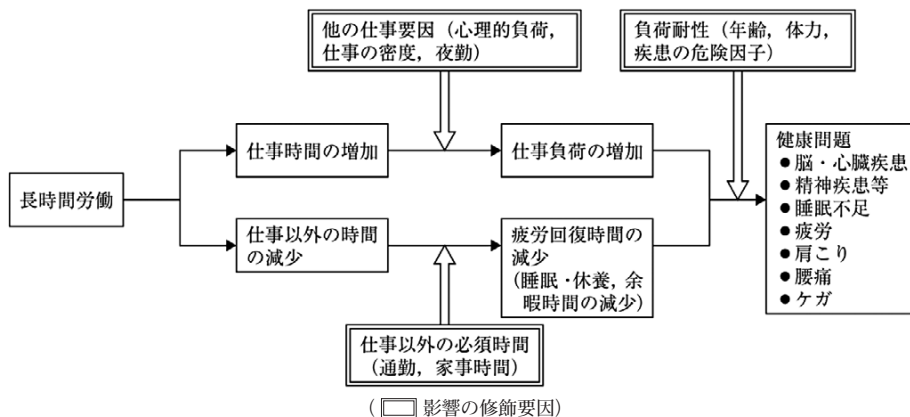 他の仕事要因(心理的負荷,
仕事の密度, 夜勤)
負荷耐性(年齢, 体力,
疾患の危険因子)
長時間労働
仕事時間の増加
仕事負荷の増加
仕事以外の時間
の減少
疲労回復時間の
減少
(睡眠・休養, 余
暇時間の減少)
仕事以外の必須時間
(通勤, 家事時間)
健康問題
●脳・心臓疾患
●精神疾患等
●睡眠不足
●疲労
●肩こり
●腰痛
●ケガ
( 影響の修飾要因)